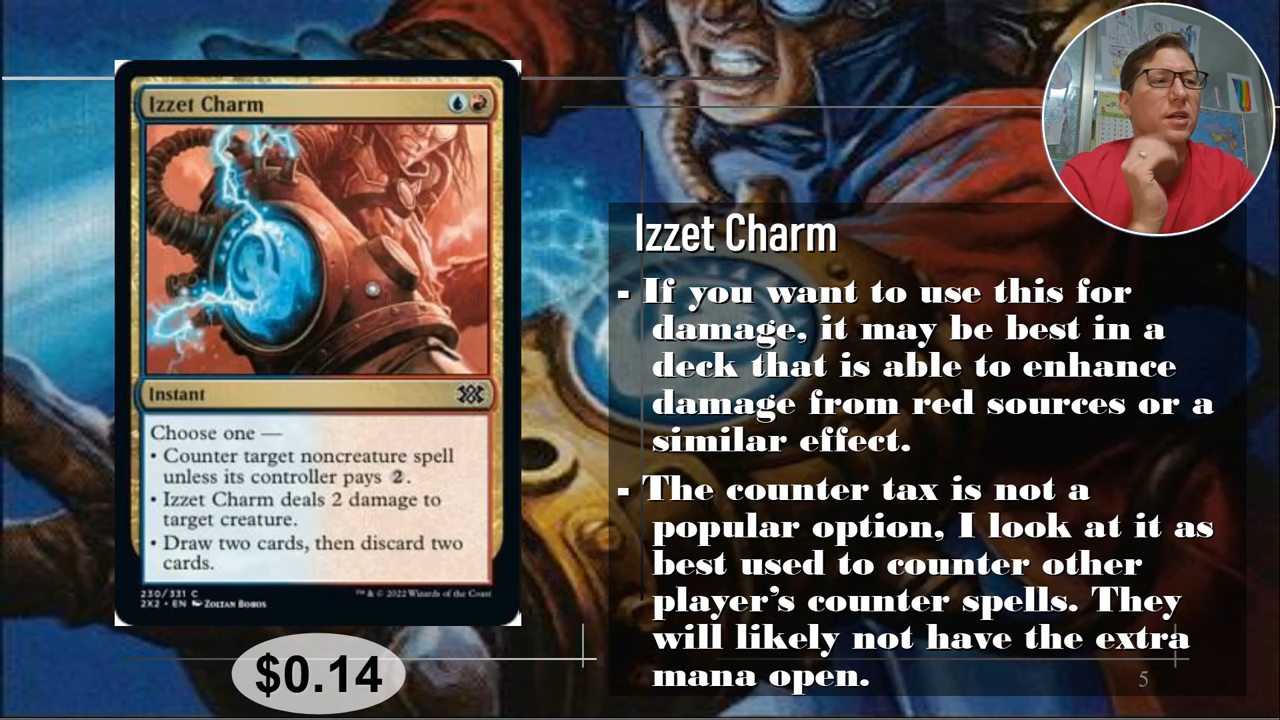 Izzet Charm
Instant
Choose one —
• Counter target noncreature spell
unless its controller pays 2.
• Izzet Charm deals 2 damage to
target creature.
• Draw two cards, then discard two
cards.
230/331 C
2X2 • EN Zoltan Boros
™ & © 2022 Wizards of the Coast
$0.14
Izzet Charm
- If you want to use this for
damage, it may be best in a
deck that is able to enhance
damage from red sources or a
similar effect.
- The counter tax is not a
popular option, I look at it as
best used to counter other
player’s counter spells. They
will likely not have the extra
mana open.
5